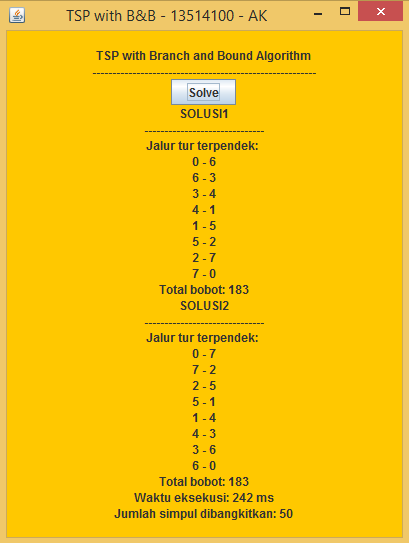 TSP with B&B - 13514100 - AK
TSP with Branch and Bound Algorithm
--------------------------------------------------------
Solve
SOLUSI1
------------------------------
Jalur tur terpendek:
0 - 6
6 - 3
3 - 4
4 - 1
1 - 5
5 - 2
2 - 7
7 - 0
Total bobot: 183
SOLUSI2
------------------------------
Jalur tur terpendek:
0 - 7
7 - 2
2 - 5
5 - 1
1 - 4
4 - 3
3 - 6
6 - 0
Total bobot: 183
Waktu eksekusi: 242 ms
Jumlah simpul dibangkitan: 50